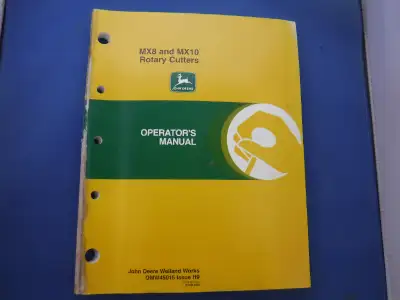 MX8 and MX10
Rotary Cutters
JOHN DEERE
OPERATOR'S
MANUAL
John Deere Welland Works